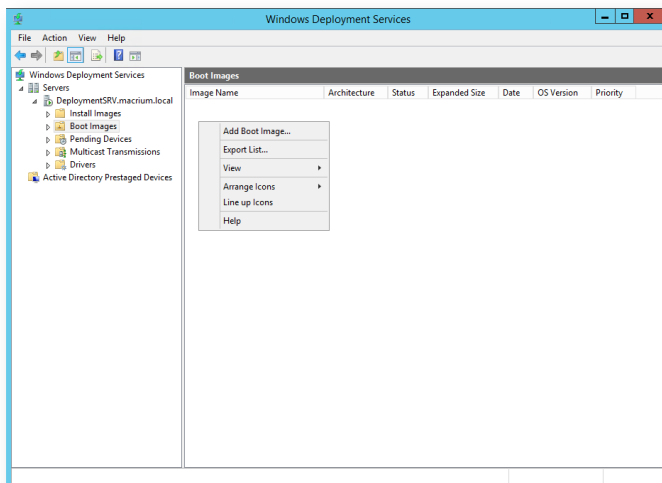 Windows Deployment Services
File Action View Help
Windows Deployment Services
Servers
DeploymentSRV.macrium.local
Install Images
Boot Images
Pending Devices
Multicast Transmissions
Drivers
Active Directory Prestaged Devices
Boot Images
Image Name Architecture Status Expanded Size Date OS Version Priority
Add Boot Image...
Export List...
View
Arrange Icons
Line up Icons
Help